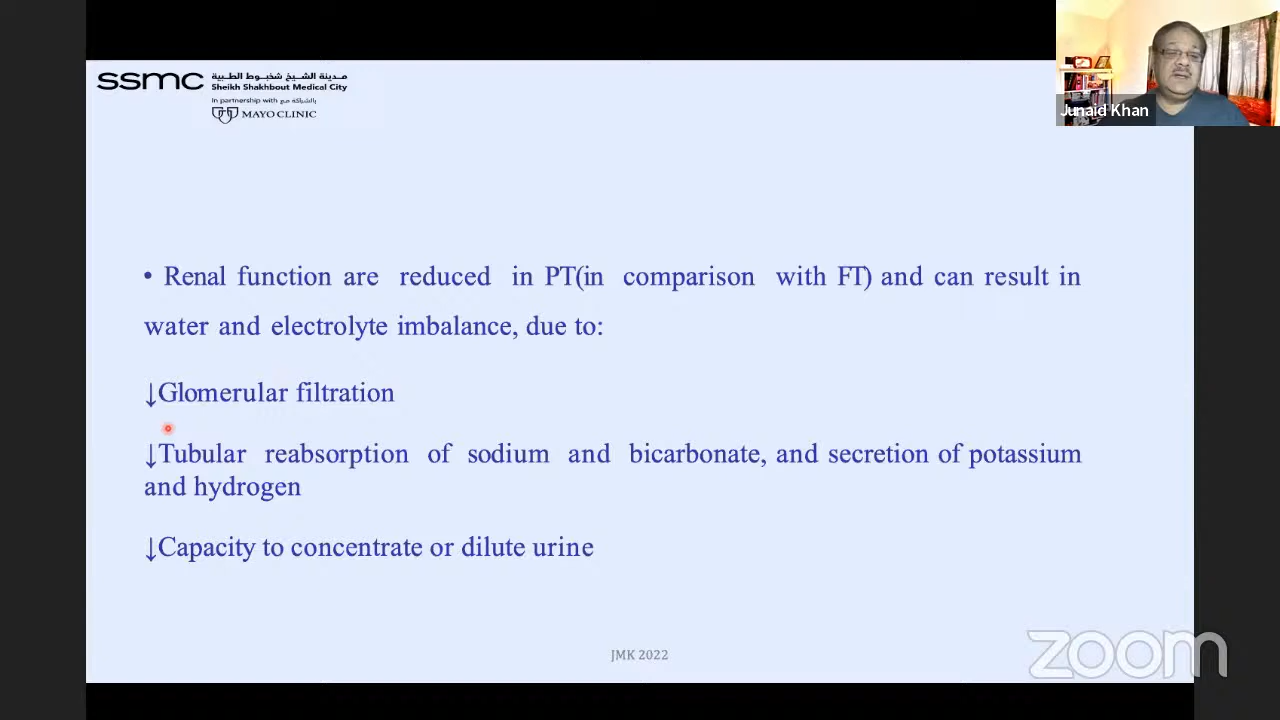 ssmc
مدينة الشيخ شخبوط الطبية
Sheikh Shakhbout Medical City
In partnership with بالشراكة مع
MAYO CLINIC
Junaid Khan
• Renal function are reduced in PT(in comparison with FT) and can result in
water and electrolyte imbalance, due to:
↓Glomerular filtration
↓Tubular reabsorption of sodium and bicarbonate, and secretion of potassium
and hydrogen
↓Capacity to concentrate or dilute urine
JMK 2022
zoom